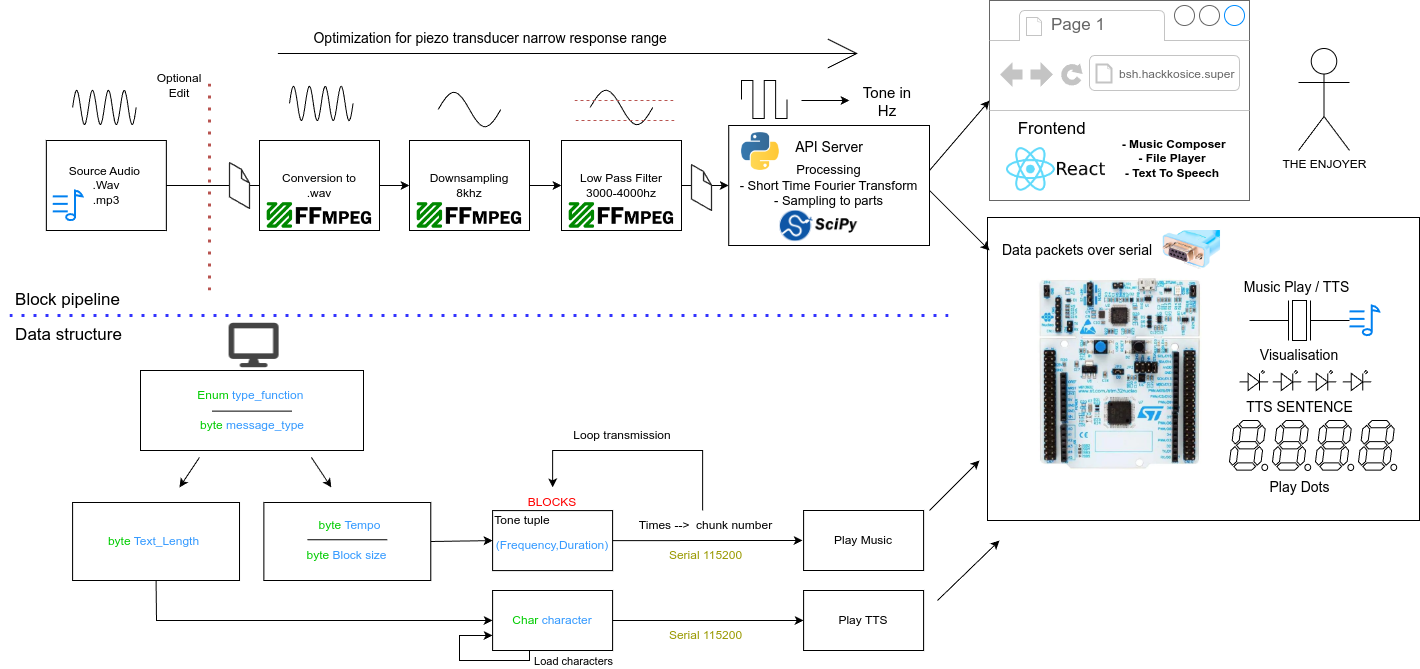 Optimization for piezo transducer narrow response range
Optional
Edit
Source Audio
.Wav
.mp3
Conversion to
.wav
FFMPEG
Downsampling
8khz
FFMPEG
Low Pass Filter
3000-4000hz
FFMPEG
Tone in
Hz
API Server
Processing
- Short Time Fourier Transform
- Sampling to parts
SciPy
Page 1
bsh.hackkosice.super
Frontend
React
- Music Composer
- File Player
- Text To Speech
THE ENJOYER
Data packets over serial
Music Play / TTS
Visualisation
TTS SENTENCE
Play Dots
Block pipeline
Data structure
Enum type_function
byte message_type
byte Text_Length
byte Tempo
byte Block size
Loop transmission
BLOCKS
Tone tuple
(Frequency,Duration)
Times --> chunk number
Serial 115200
Play Music
Char character
Load characters
Serial 115200
Play TTS